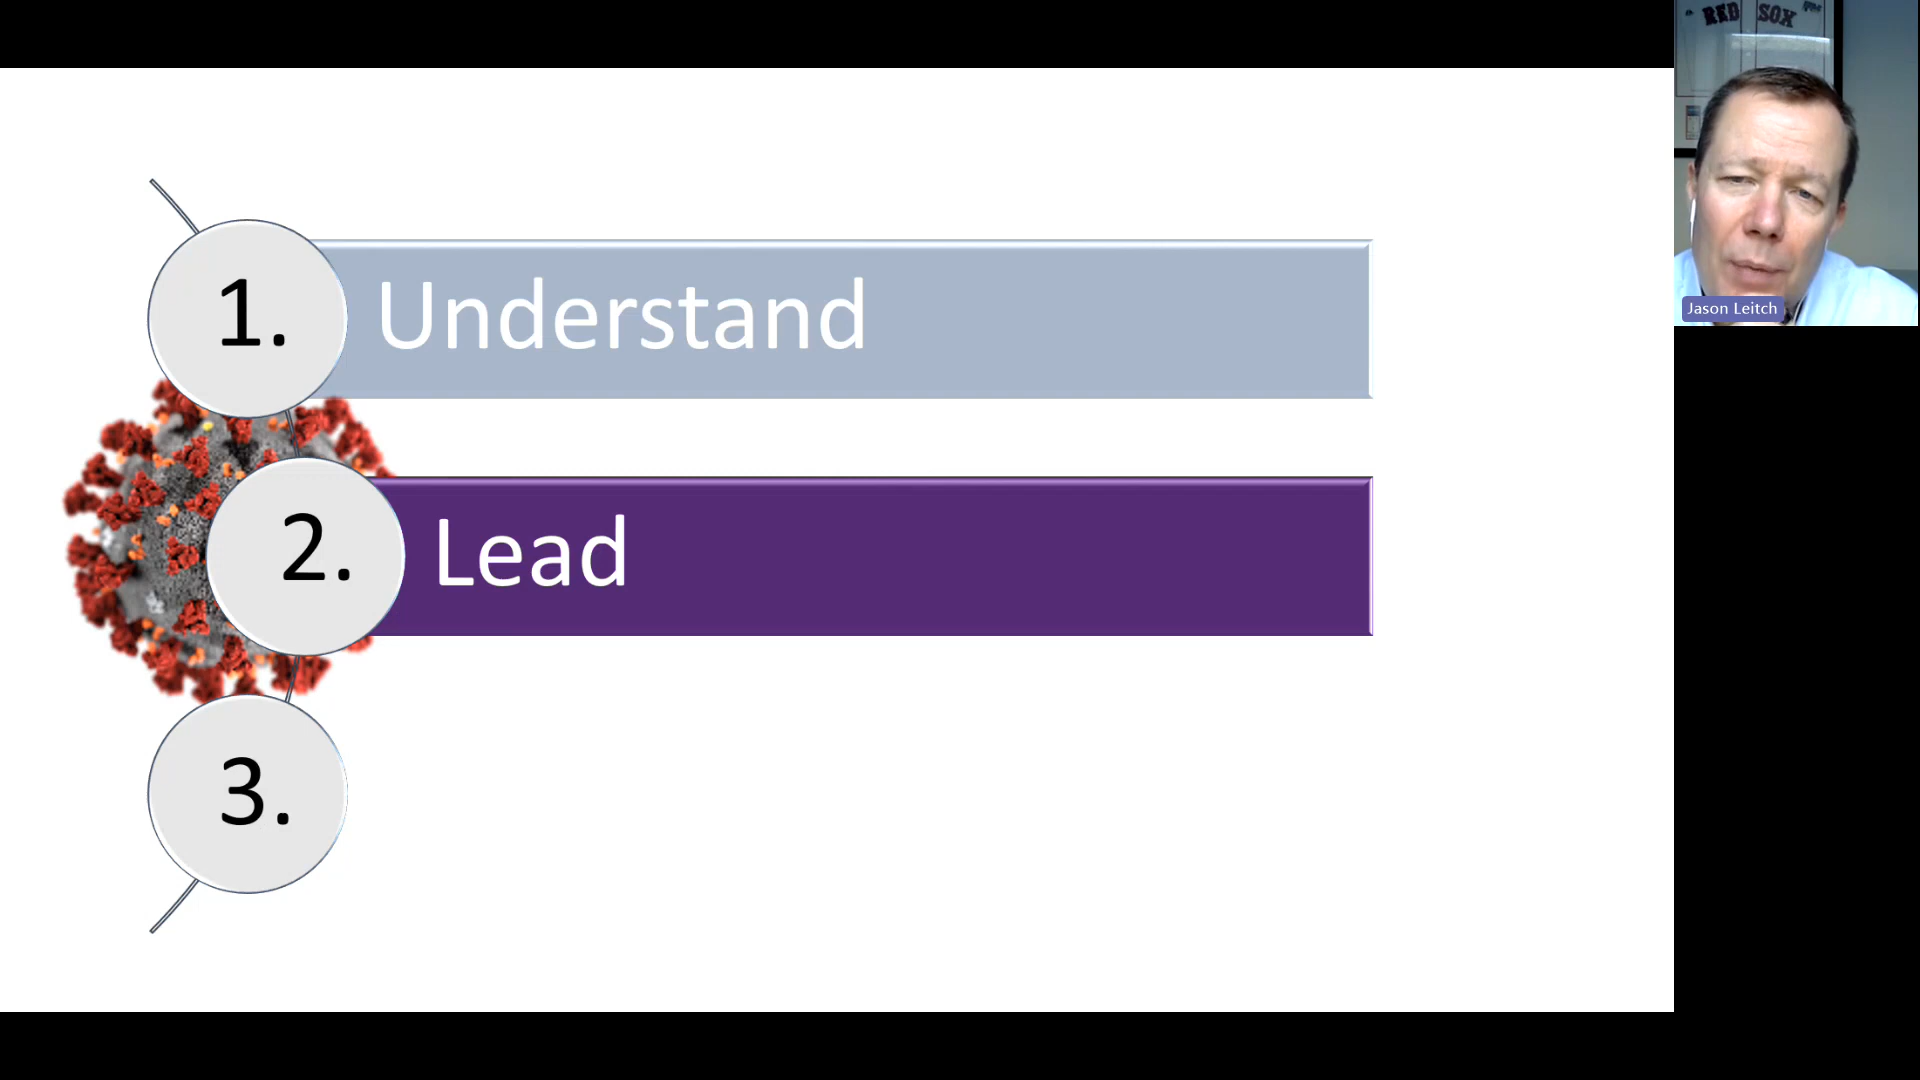 RED SOX
1. Understand
2. Lead
3.
Jason Leitch